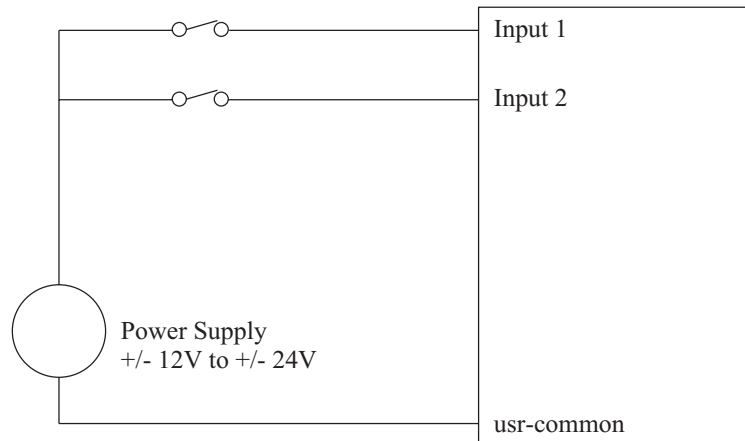 Input 1
Input 2
Power Supply
+/- 12V to +/- 24V
usr-common